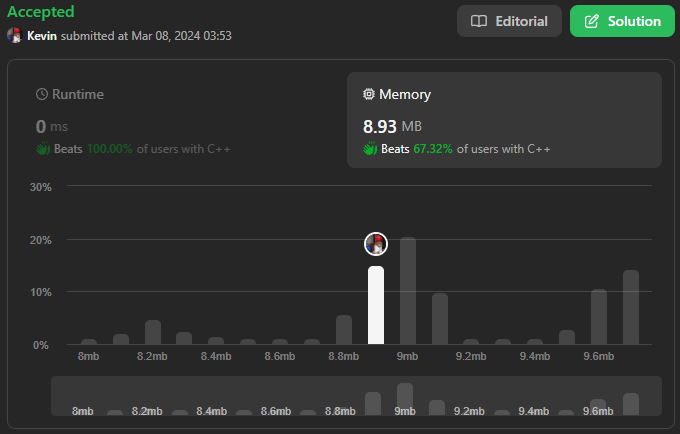 Accepted
Editorial
Solution
Kevin submitted at Mar 08, 2024 03:53
Runtime
Memory
0 ms
8.93 MB
Beats 100.00% of users with C++
Beats 67.32% of users with C++
30%
20%
10%
0%
8mb 8.2mb 8.4mb 8.6mb 8.8mb 9mb 9.2mb 9.4mb 9.6mb
8mb 8.2mb 8.4mb 8.6mb 8.8mb 9mb 9.2mb 9.4mb 9.6mb